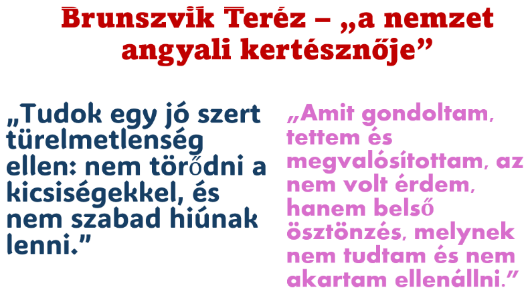 Brunszvik Teréz – „a nemzet
angyali kertésznője”
„Tudok egy jó szert
türelmetlenség
ellen: nem törődni a
kicsiségekkel, és
nem szabad hiúnak
lenni.”
„Amit gondoltam,
tettem és
megvalósítottam, az
nem volt érdem,
hanem belső
ösztönzés, melynek
nem tudtam és nem
akartam ellenállni.”